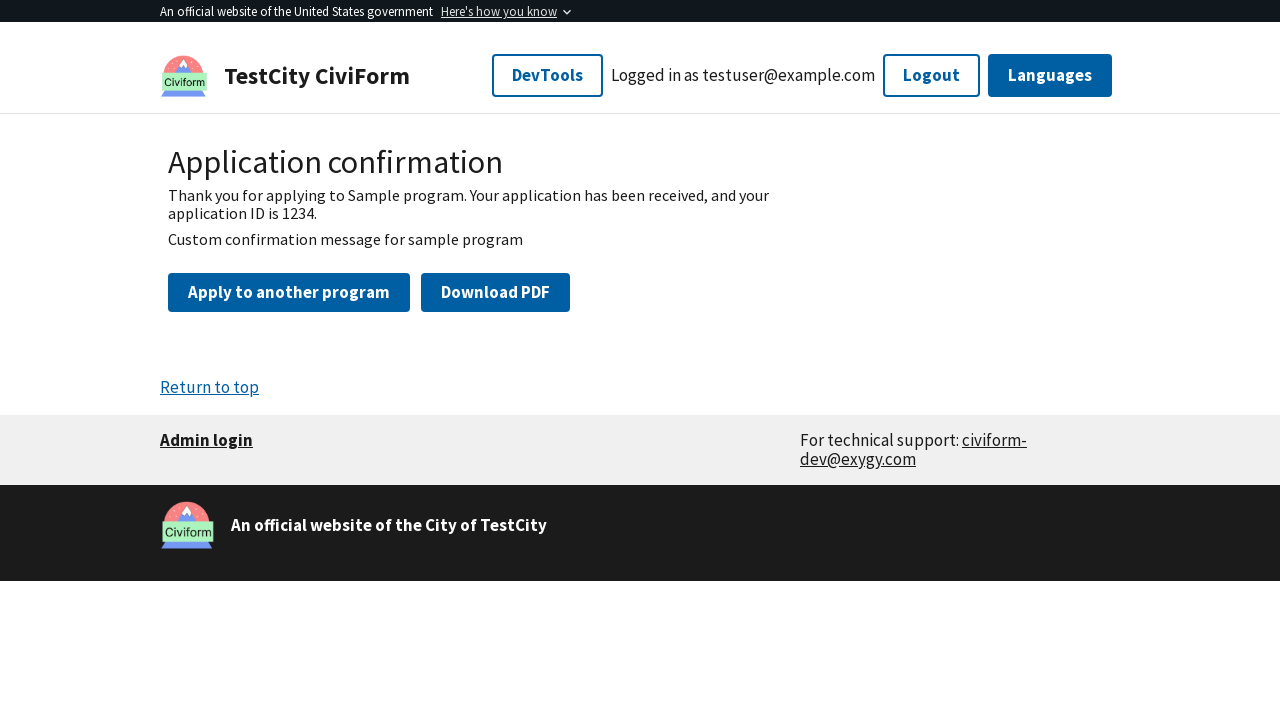 An official website of the United States government Here's how you know
Civiform
TestCity CiviForm
DevTools
Logged in as testuser@example.com
Logout
Languages
Application confirmation
Thank you for applying to Sample program. Your application has been received, and your
application ID is 1234.
Custom confirmation message for sample program
Apply to another program
Download PDF
Return to top
Admin login
For technical support: civiform-
dev@exygy.com
Civiform
An official website of the City of TestCity